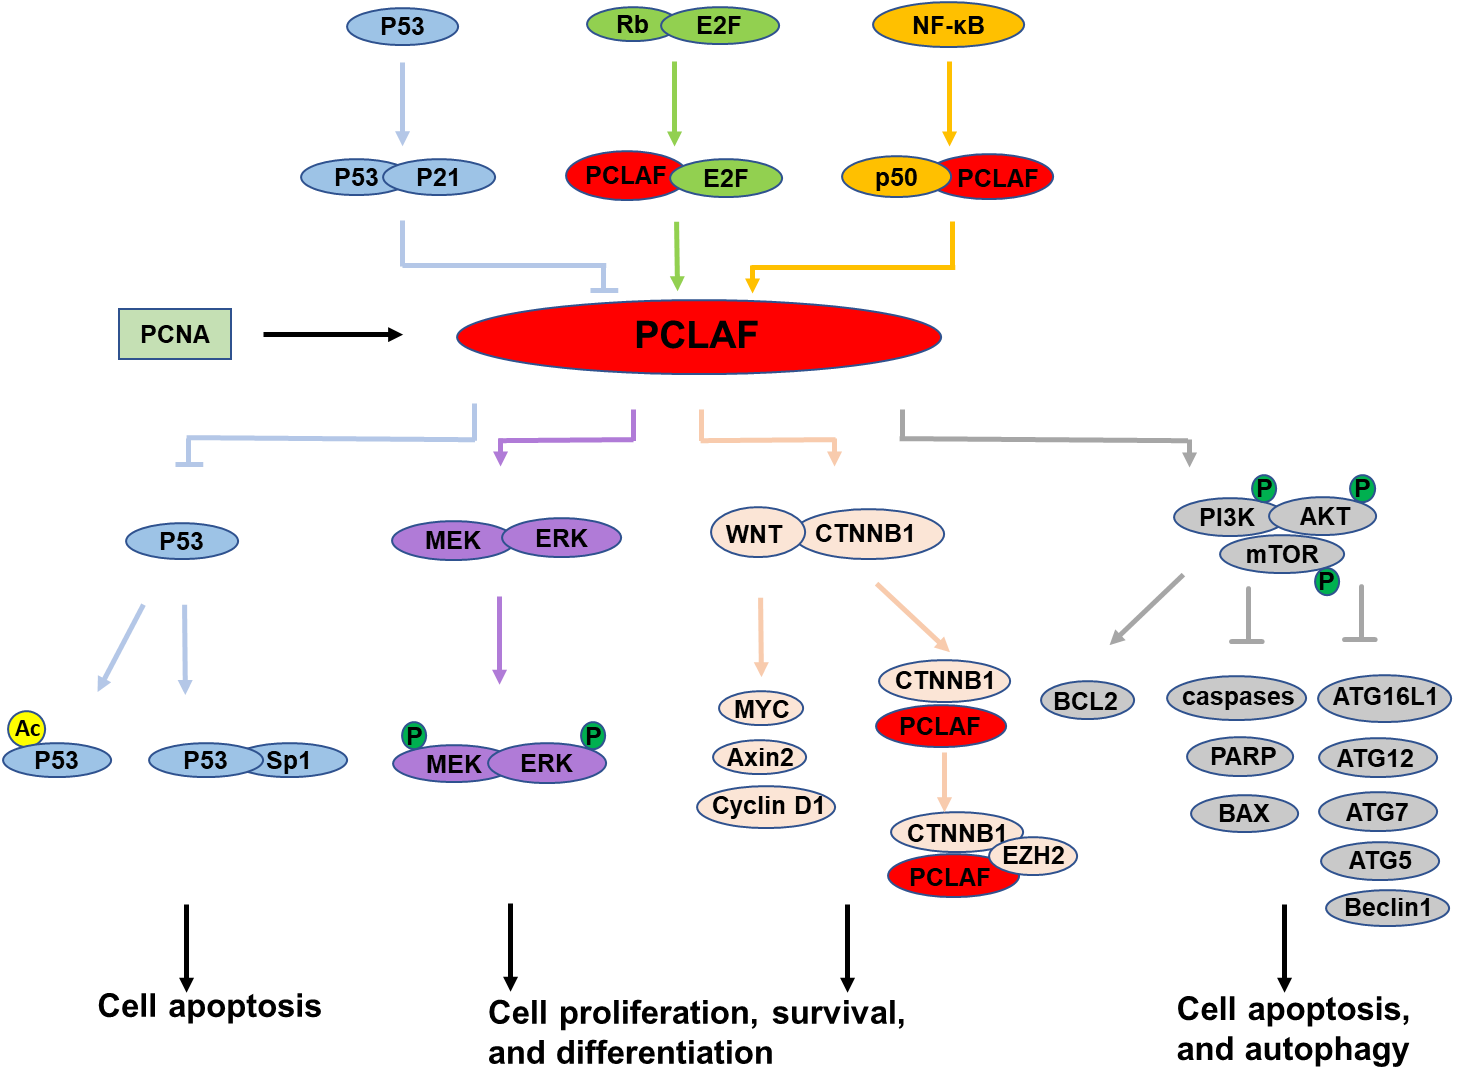 P53
Rb
E2F
NF-κB
P53
P21
PCLAF
E2F
p50
PCLAF
PCNA
PCLAF
P53
MEK
ERK
WNT
CTNNB1
P
P
PI3K
AKT
mTOR
P
Ac
P53
P53
Sp1
P
P
MEK
ERK
MYC
Axin2
Cyclin D1
CTNNB1
PCLAF
CTNNB1
EZH2
PCLAF
BCL2
caspases
PARP
BAX
ATG16L1
ATG12
ATG7
ATG5
Beclin1
Cell apoptosis
Cell proliferation, survival,
and differentiation
Cell apoptosis,
and autophagy